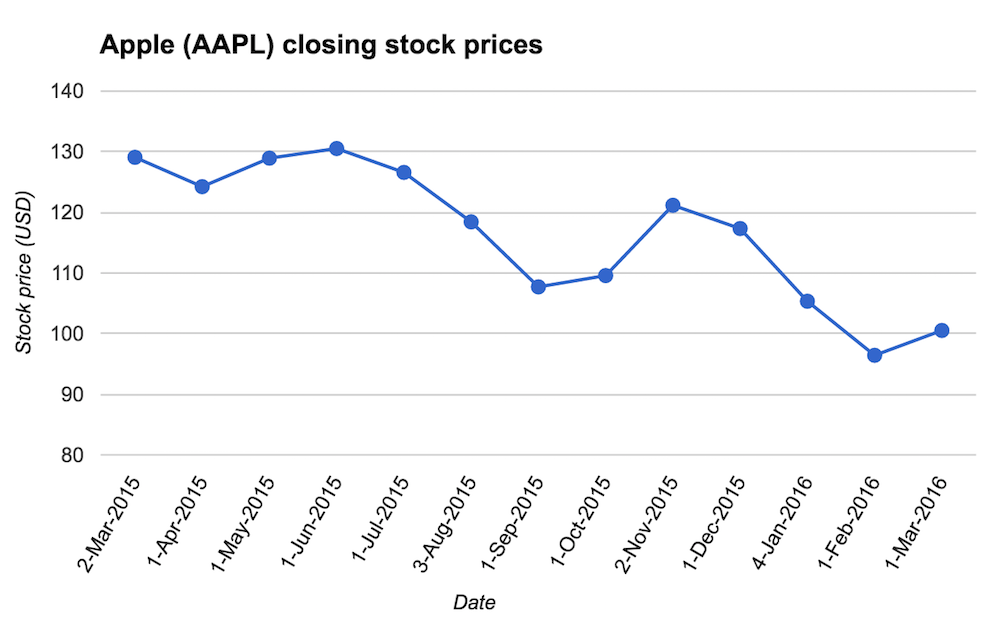 Apple (AAPL) closing stock prices
140
130
120
110
100
90
80
Stock price (USD)
2-Mar-2015
1-Apr-2015
1-May-2015
1-Jun-2015
1-Jul-2015
3-Aug-2015
1-Sep-2015
1-Oct-2015
2-Nov-2015
1-Dec-2015
4-Jan-2016
1-Feb-2016
1-Mar-2016
Date